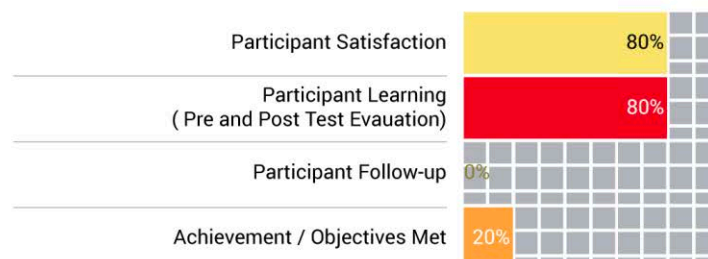 Participant Satisfaction 80%
Participant Learning
( Pre and Post Test Evauation) 80%
Participant Follow-up 0%
Achievement / Objectives Met 20%